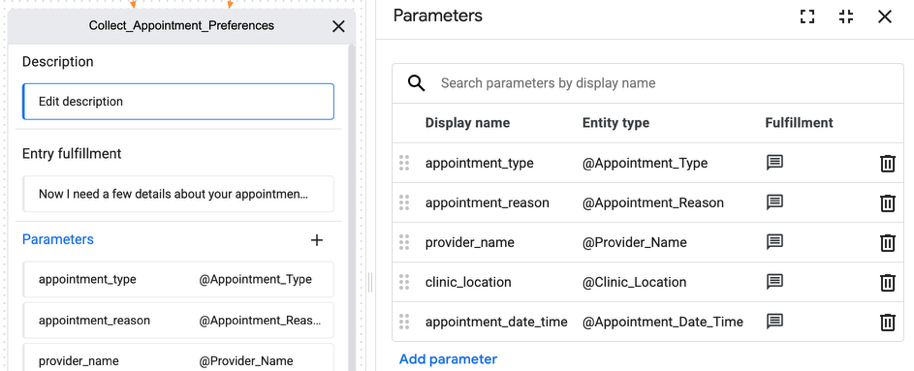 Collect_Appointment_Preferences
Description
Edit description
Entry fulfillment
Now I need a few details about your appointmen...
Parameters
appointment_type @Appointment_Type
appointment_reason @Appointment_Reas...
provider_name @Provider_Name
Parameters
Search parameters by display name
Display name Entity type Fulfillment
appointment_type @Appointment_Type
appointment_reason @Appointment_Reason
provider_name @Provider_Name
clinic_location @Clinic_Location
appointment_date_time @Appointment_Date_Time
Add parameter